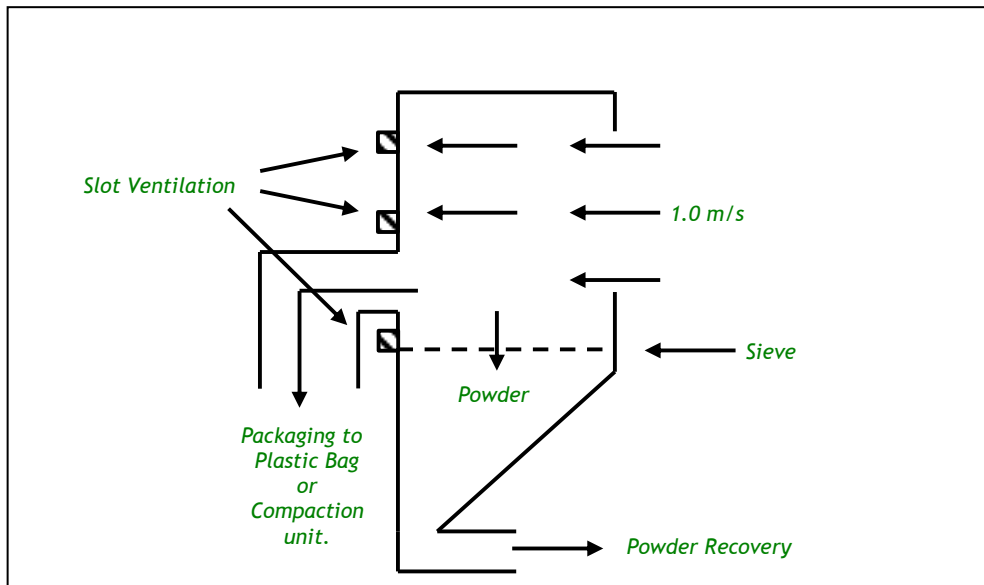 Slot Ventilation
1.0 m/s
Sieve
Powder
Packaging to
Plastic Bag
or
Compaction
unit.
Powder Recovery